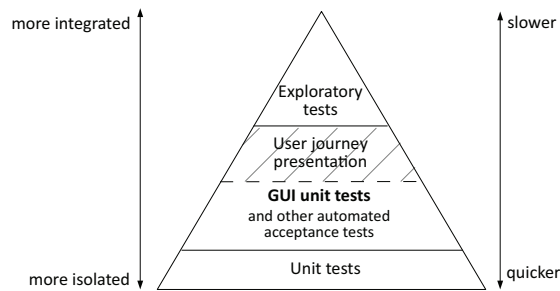 more integrated
slower
Exploratory
tests
User journey
presentation
GUI unit tests
and other automated
acceptance tests
Unit tests
more isolated
quicker